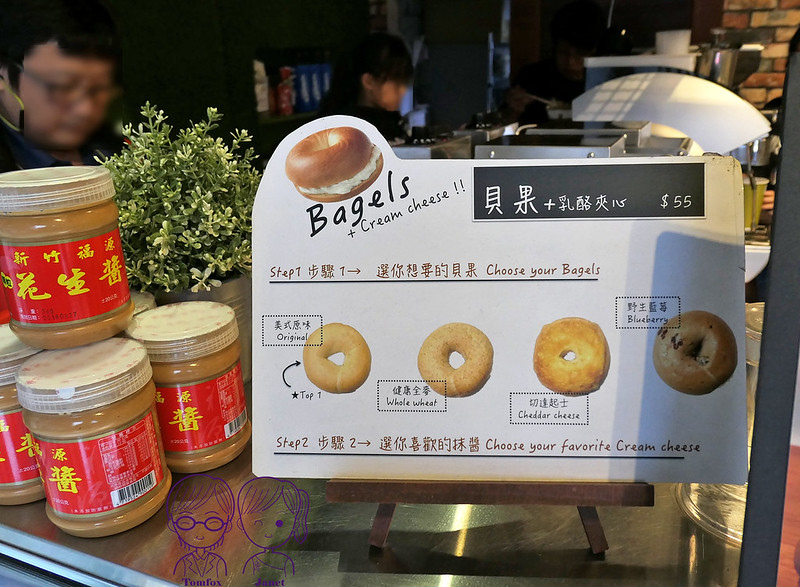 Bagels
+ Cream cheese !!
貝果 +乳酪夾心 $55
Step1 步驟 1→ 選你想要的貝果 Choose your Bagels
美式原味
Original
★Top 1
健康全麥
Whole wheat
切達起士
Cheddar cheese
野生藍莓
Blueberry
Step2 步驟 2→ 選你喜歡的抹醬 Choose your favorite Cream cheese
新竹福源
花生醬
福源
醬
源
醬
醬
Tomfox Janet